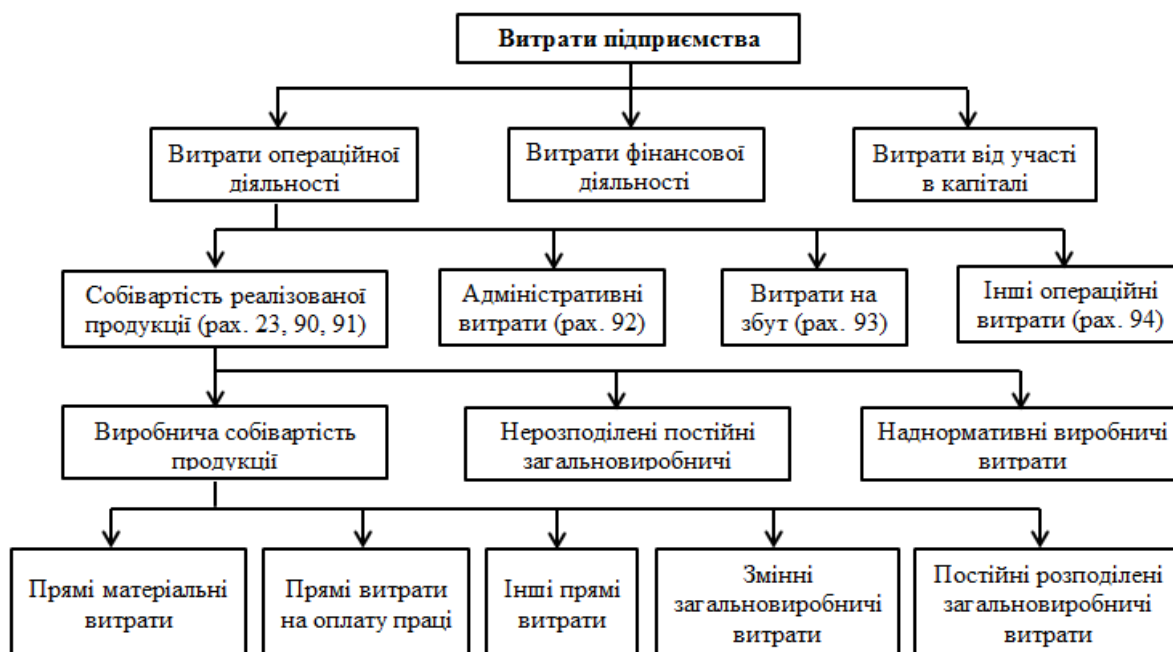 Витрати підприємства
Витрати операційної
діяльності
Витрати фінансової
діяльності
Витрати від участі
в капіталі
Собівартість реалізованої
продукції (рах. 23, 90, 91)
Адміністративні
витрати (рах. 92)
Витрати на
збут (рах. 93)
Інші операційні
витрати (рах. 94)
Виробнича собівартість
продукції
Нерозподілені постійні
загальновиробничі
Наднормативні виробничі
витрати
Прямі матеріальні
витрати
Прямі витрати
на оплату праці
Інші прямі
витрати
Змінні
загальновиробничі
витрати
Постійні розподілені
загальновиробничі
витрати